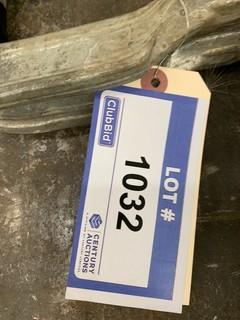 LOT #
1032
ClubBid
CENTURY
AUCTIONS